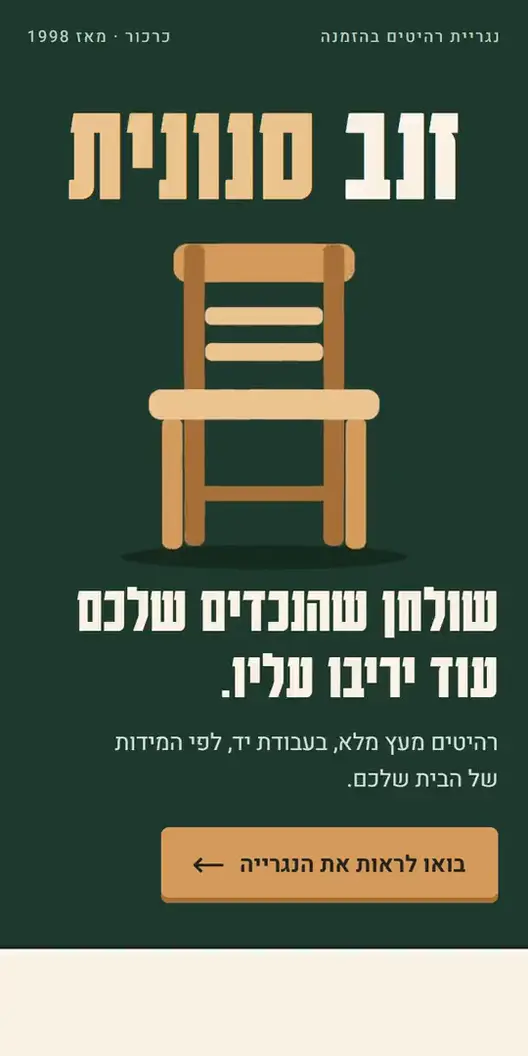 נגריית רהיטים בהזמנה
כרכור · מאז 1998
זנב סנונית
שולחן שהנכדים שלכם
עוד יריבו עליו.
רהיטים מעץ מלא, בעבודת יד, לפי המידות
של הבית שלכם.
בואו לראות את הנגרייה ←